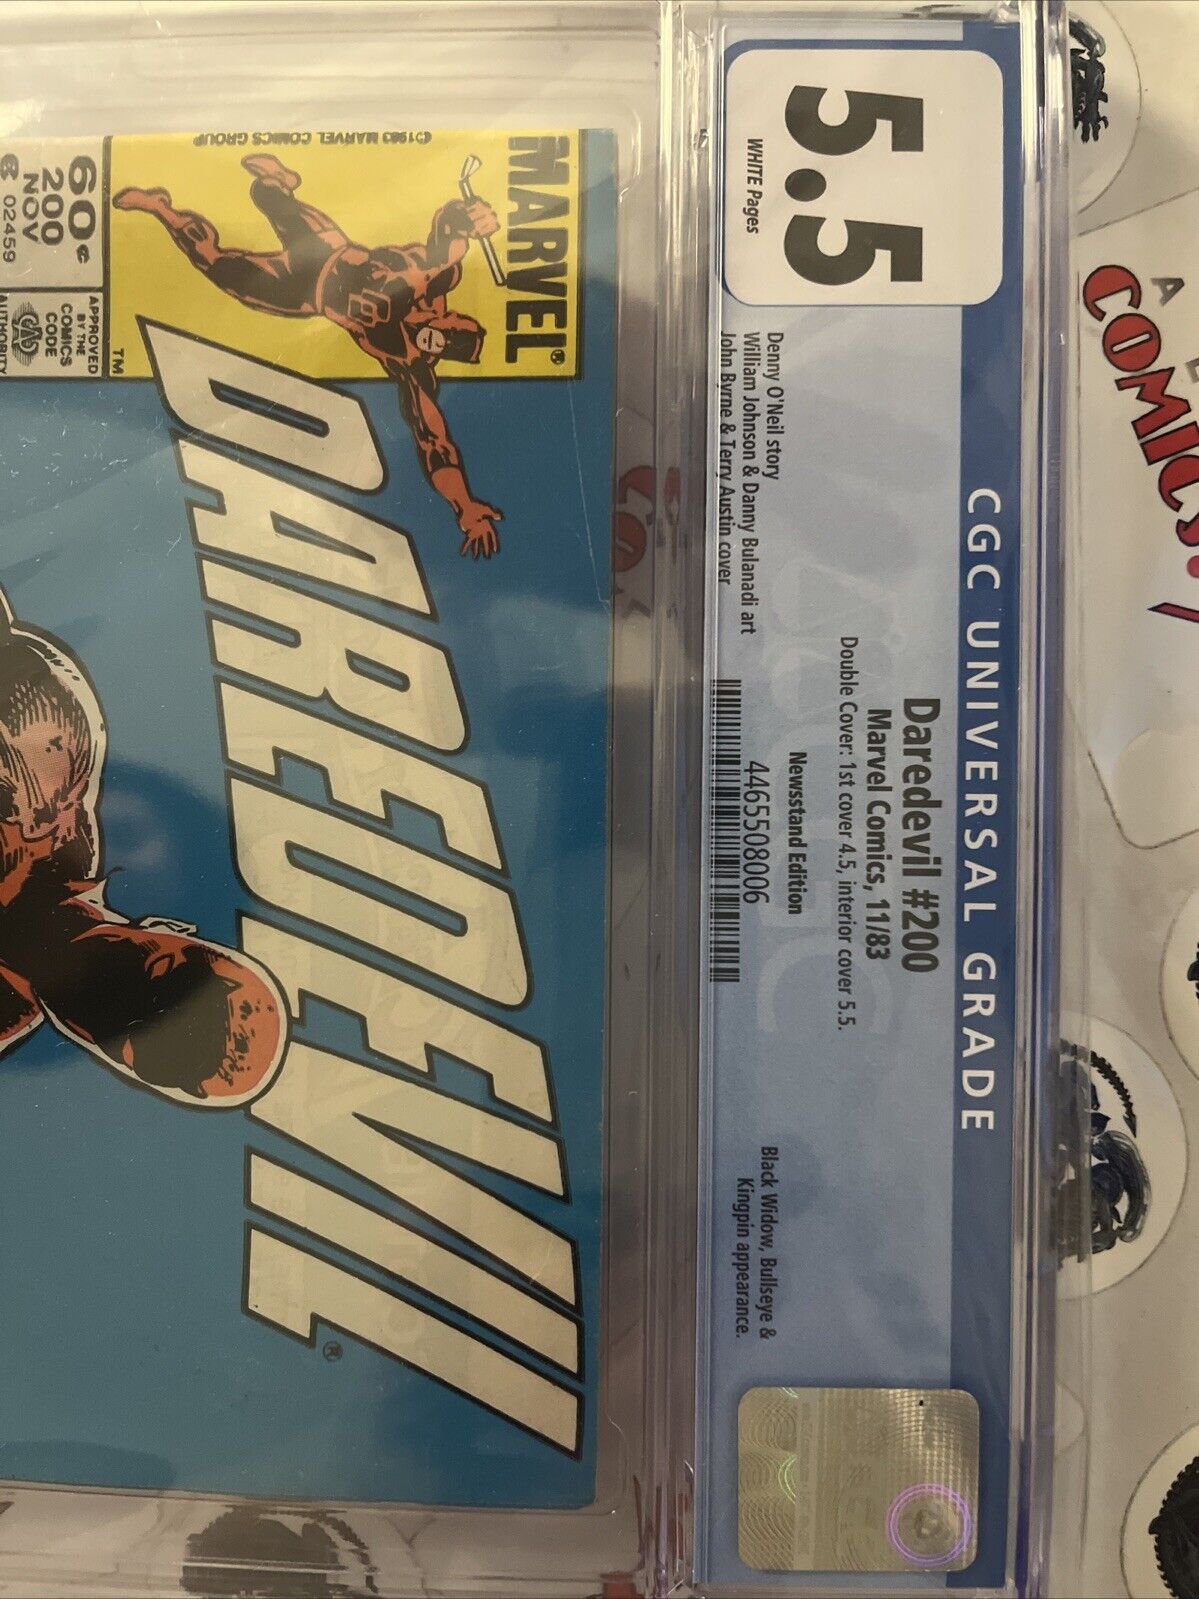 CGC UNIVERSAL GRADE
5.5
WHITE Pages
Daredevil #200
Marvel Comics, 11/83
Double Cover: 1st cover 4.5, interior cover 5.5.
Newsstand Edition
4465508006
Denny O'Neil story
William Johnson & Danny Bulanadi art
John Byrne & Terry Austin cover
Black Widow, Bullseye &
Kingpin appearance.
MARVEL®
©1983 MARVEL COMICS GROUP
TM
60¢
200
NOV
02459
APPROVED
BY THE
COMICS
CODE
AUTHORITY
DAREDEVIL®
COMICS